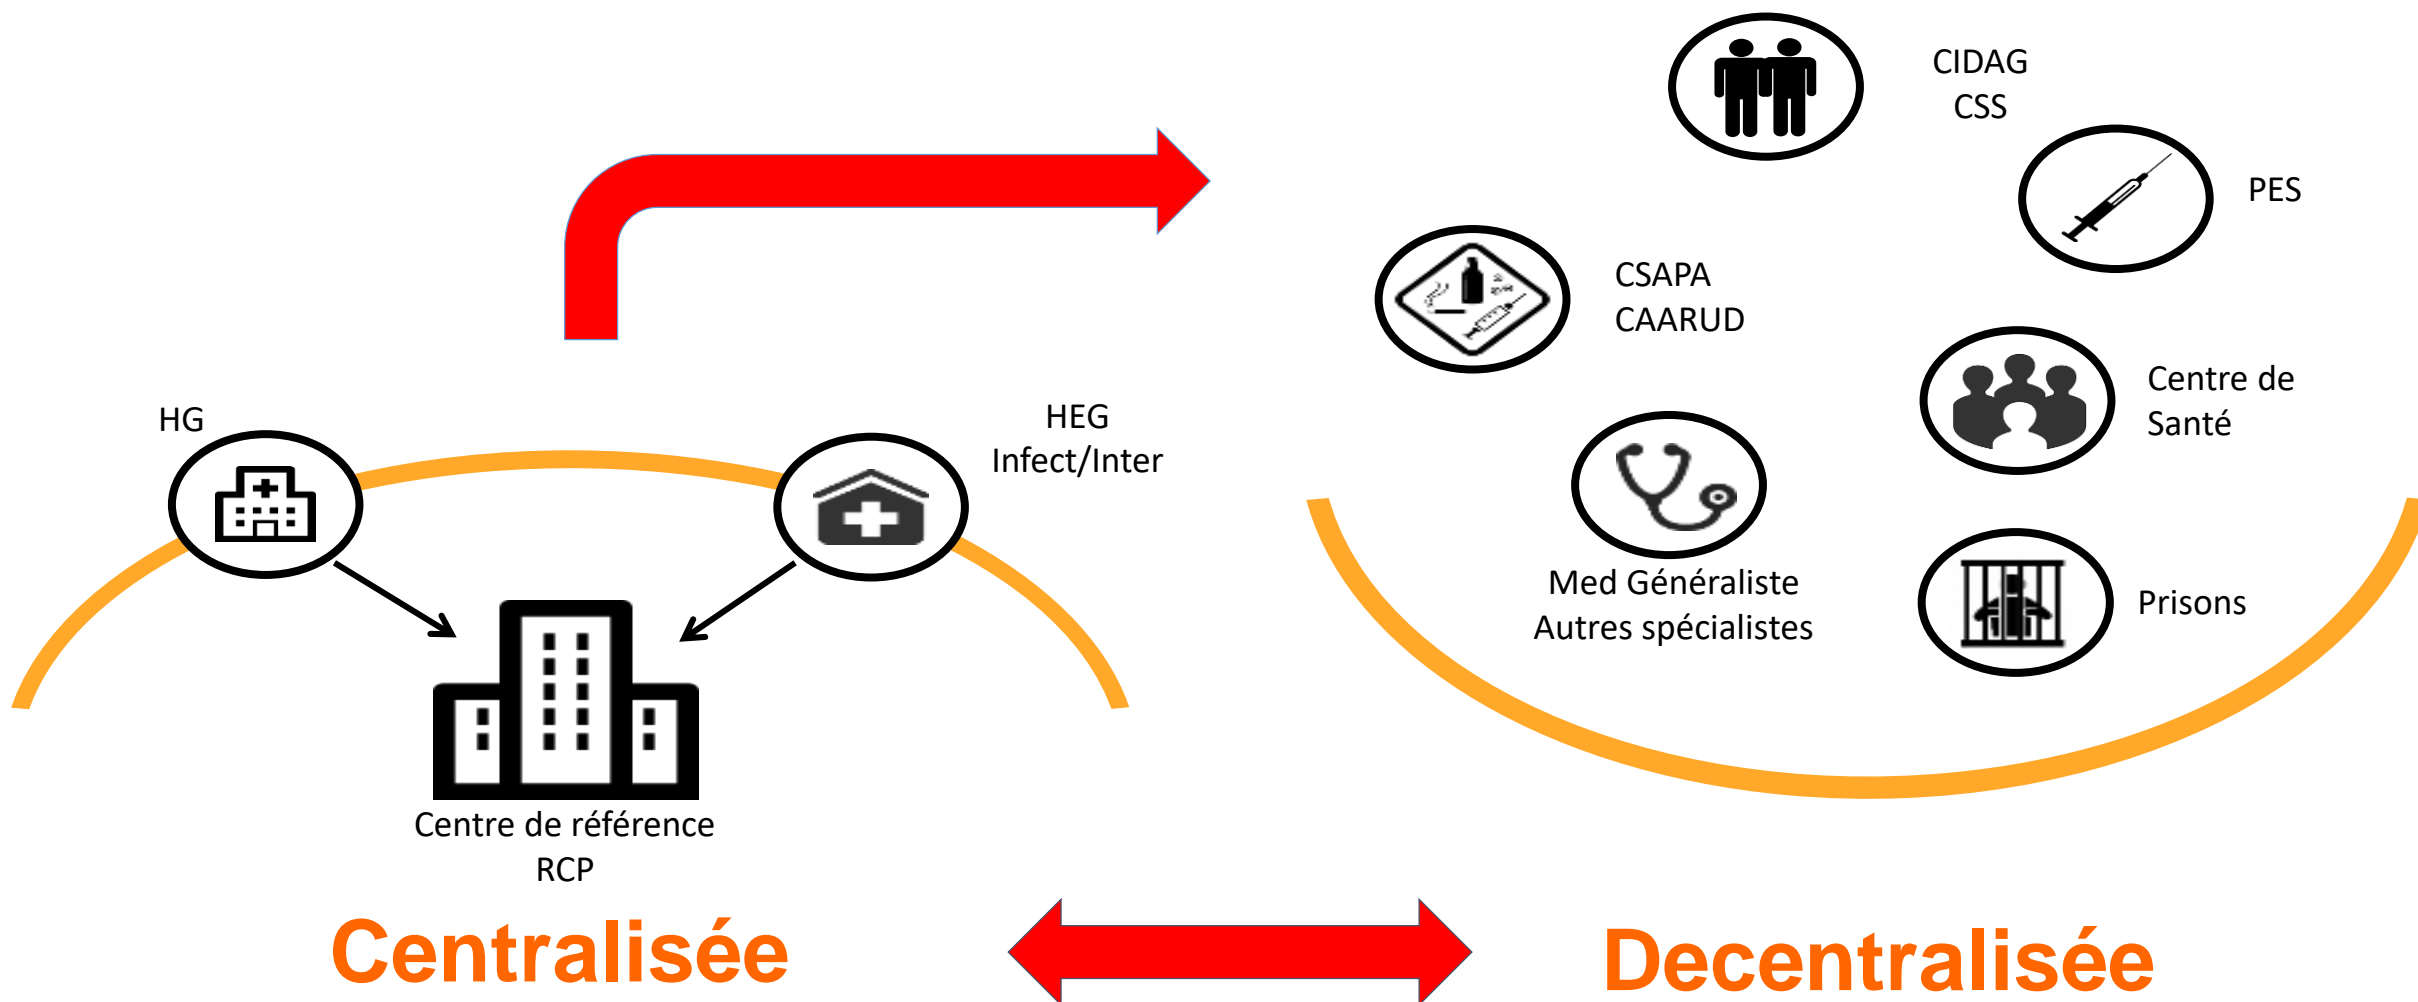 HG
HEG
Infect/Inter
Centre de référence
RCP
Centralisée
CIDAG
CSS
PES
CSAPA
CAARUD
Centre de
Santé
Med Généraliste
Autres spécialistes
Prisons
Decentralisée